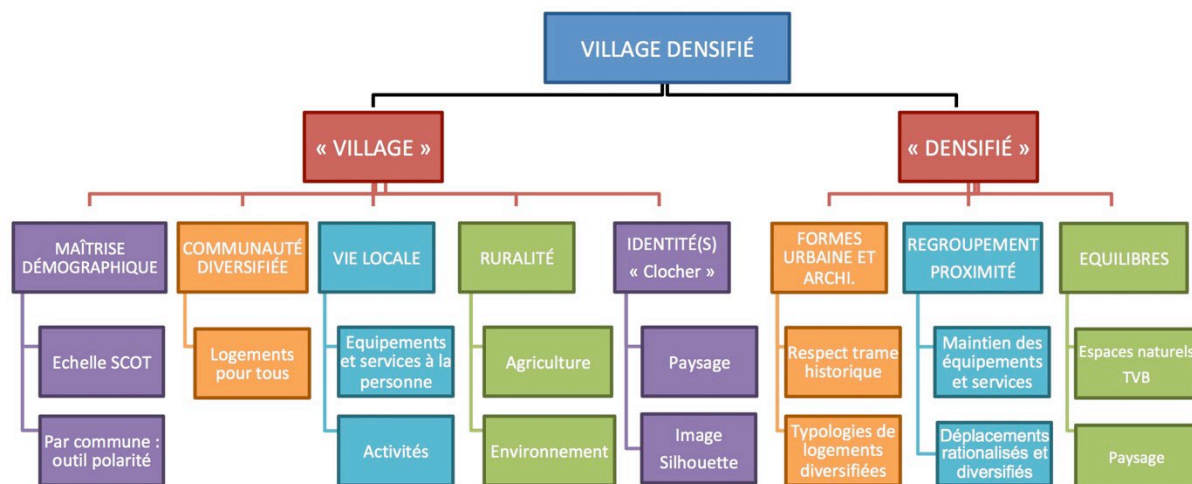 VILLAGE DENSIFIÉ
« VILLAGE »
« DENSIFIÉ »
MAÎTRISE
DÉMOGRAPHIQUE
COMMUNAUTÉ
DIVERSIFIÉE
VIE LOCALE
RURALITÉ
IDENTITÉ(S)
« Clocher »
FORMES
URBAINE ET
ARCHI.
REGROUPEMENT
PROXIMITÉ
EQUILIBRES
Echelle SCOT
Logements
pour tous
Equipements
et services à la
personne
Agriculture
Paysage
Respect trame
historique
Maintien des
équipements
et services
Espaces naturels
TVB
Par commune :
outil polarité
Activités
Environnement
Image
Silhouette
Typologies de
logements
diversifiées
Déplacements
rationalisés et
diversifiés
Paysage